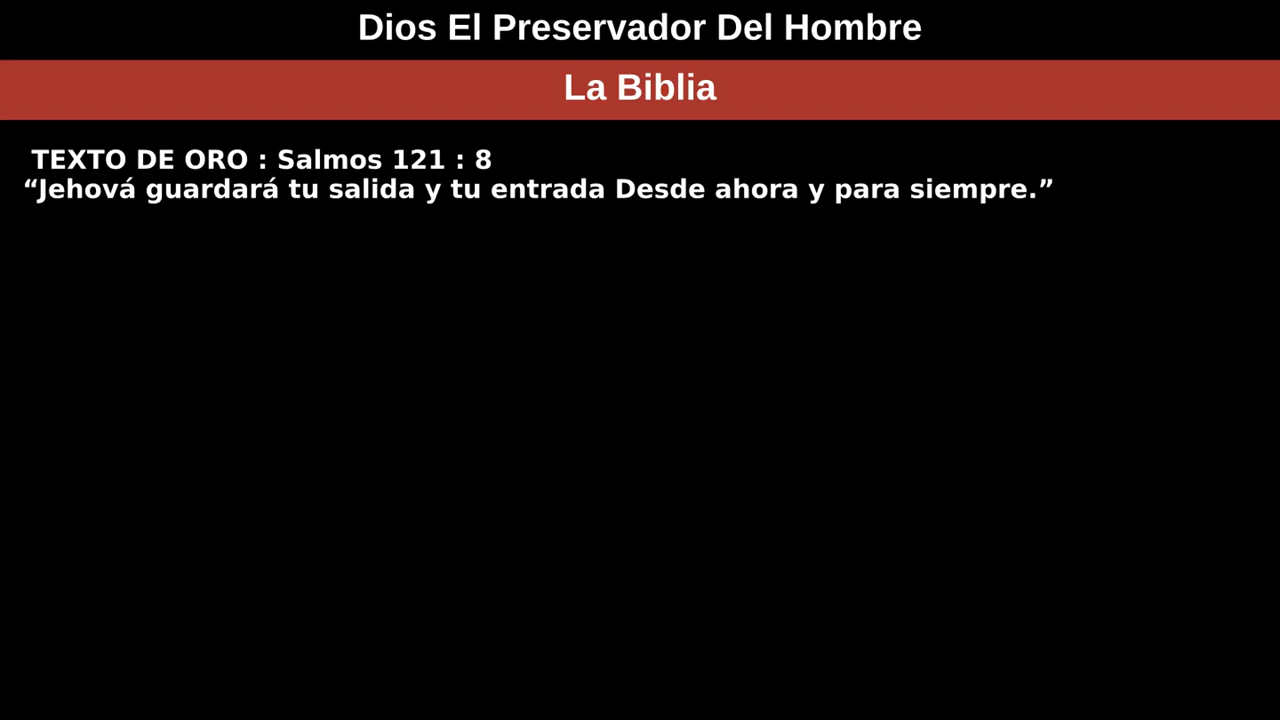 Dios El Preservador Del Hombre
La Biblia
TEXTO DE ORO : Salmos 121 : 8
“Jehová guardará tu salida y tu entrada Desde ahora y para siempre.”